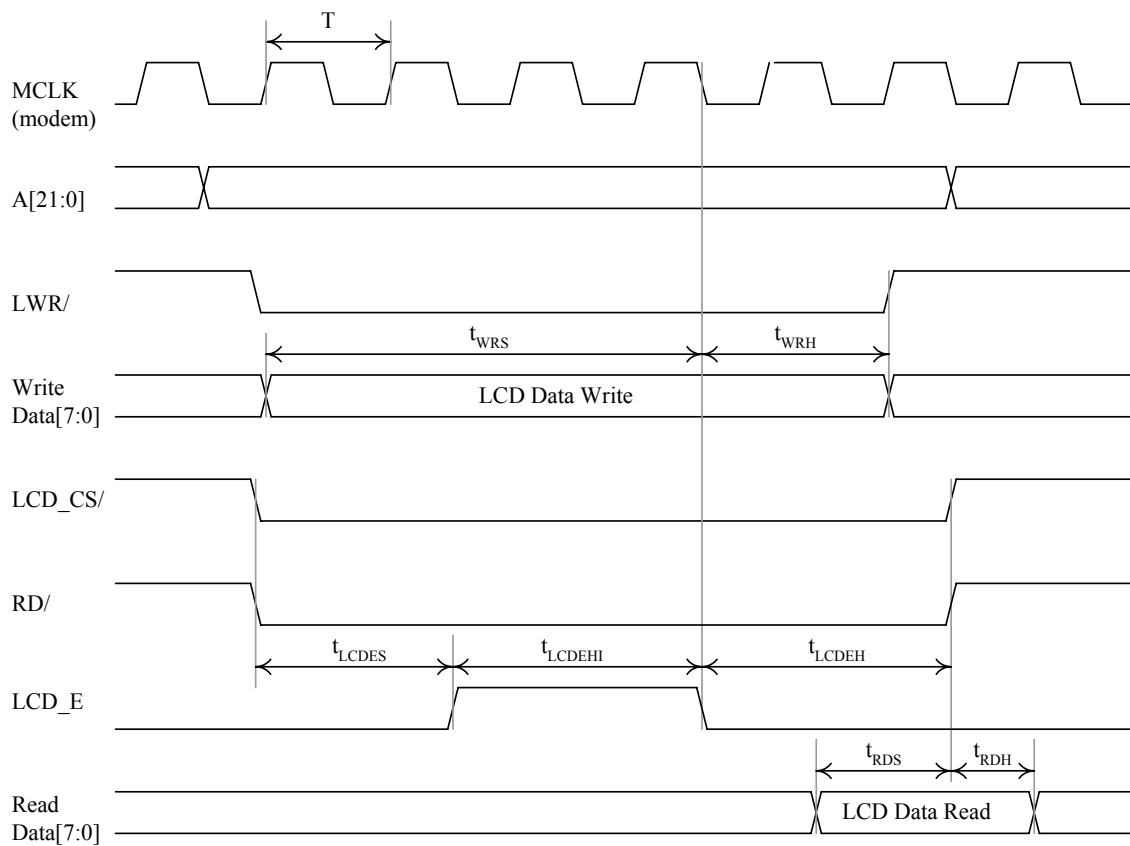 T
MCLK
(modem)
A[21:0]
LWR/
tWRS tWRH
Write
Data[7:0]
LCD Data Write
LCD_CS/
RD/
tLCDES tLCDEHI tLCDEH
LCD_E
tRDS tRDH
Read
Data[7:0]
LCD Data Read